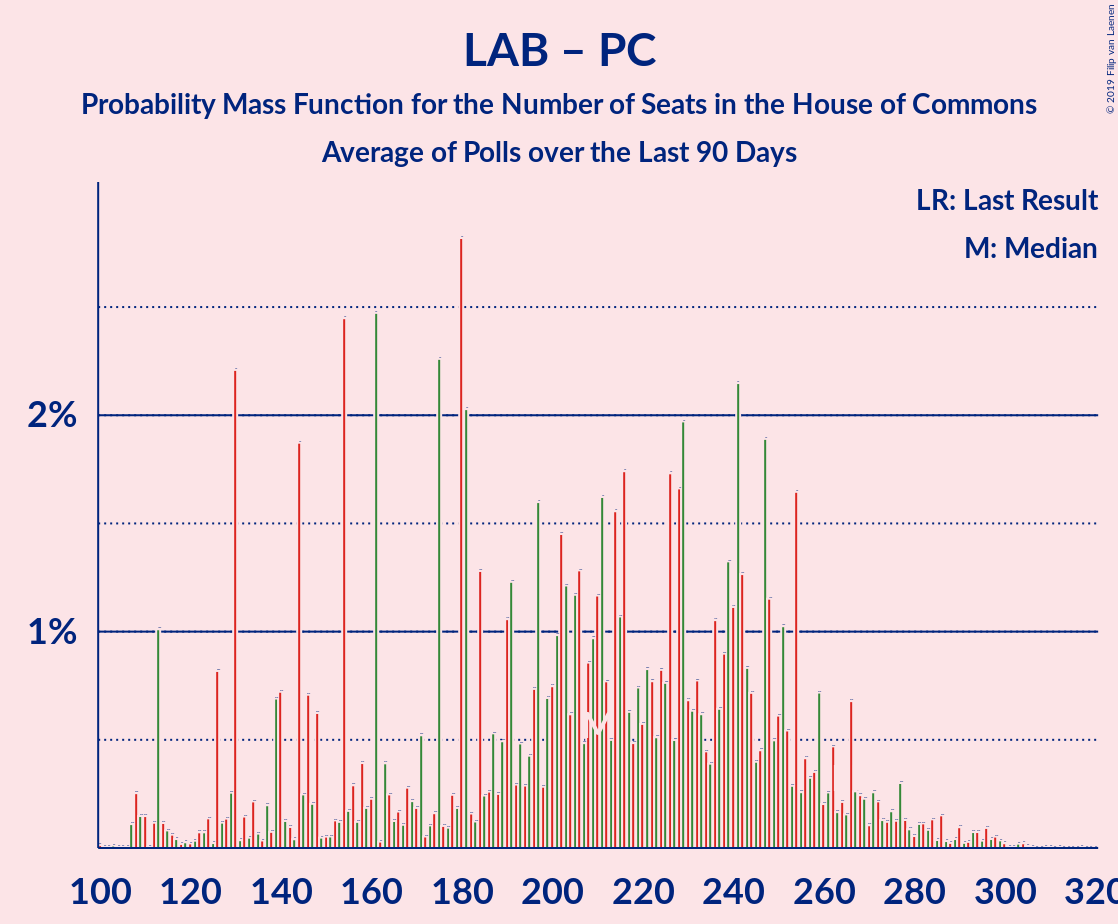 LAB – PC
Probability Mass Function for the Number of Seats in the House of Commons
Average of Polls over the Last 90 Days
© 2019 Filip van Laenen
LR: Last Result
M: Median
2%
1%
100 120 140 160 180 200 220 240 260 280 300 320